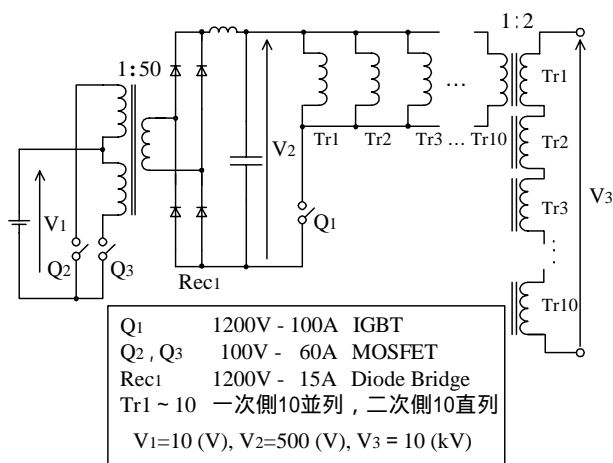 1:2
1:50
Tr1
Tr2
Tr3
Tr10
V1
Q2
Q3
Rec1
V2
Q1
Tr1
Tr2
Tr3 ... Tr10
...
V3
Q1 1200V - 100A IGBT
Q2 , Q3 100V - 60A MOSFET
Rec1 1200V - 15A Diode Bridge
Tr1 ~ 10 一次側10並列 , 二次側10直列
V1=10 (V), V2=500 (V), V3 = 10 (kV)